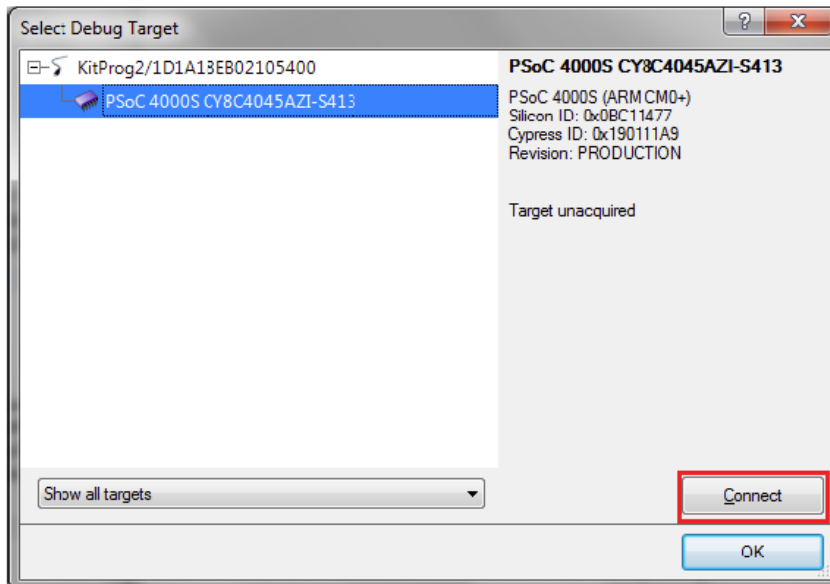 Select Debug Target
KitProg2/1D1A13EB02105400
PSoC 4000S CY8C4045AZI-S413
PSoC 4000S CY8C4045AZI-S413
PSoC 4000S (ARM CM0+)
Silicon ID: 0x0BC11477
Cypress ID: 0x190111A9
Revision: PRODUCTION
Target unacquired
Show all targets
Connect
OK